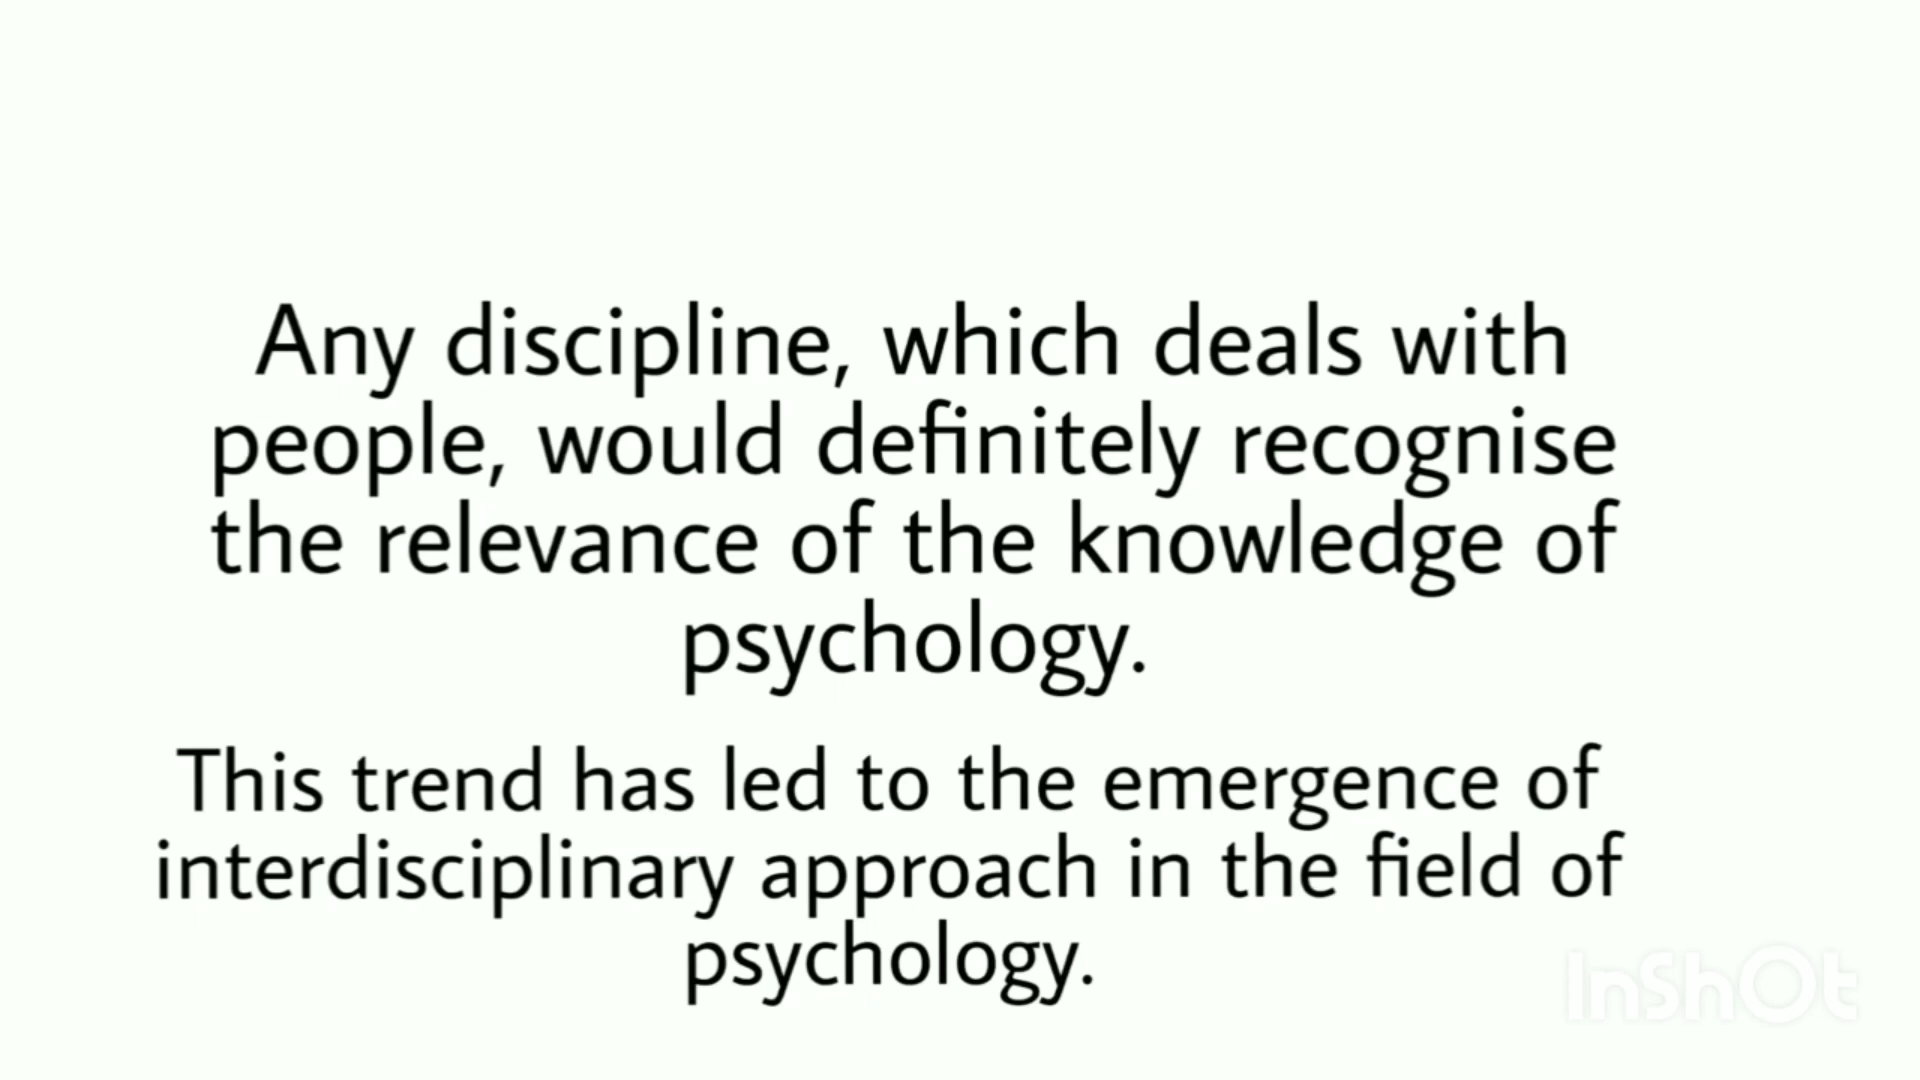 Any discipline, which deals with
people, would definitely recognise
the relevance of the knowledge of
psychology.
This trend has led to the emergence of
interdisciplinary approach in the field of
psychology.
InShOt